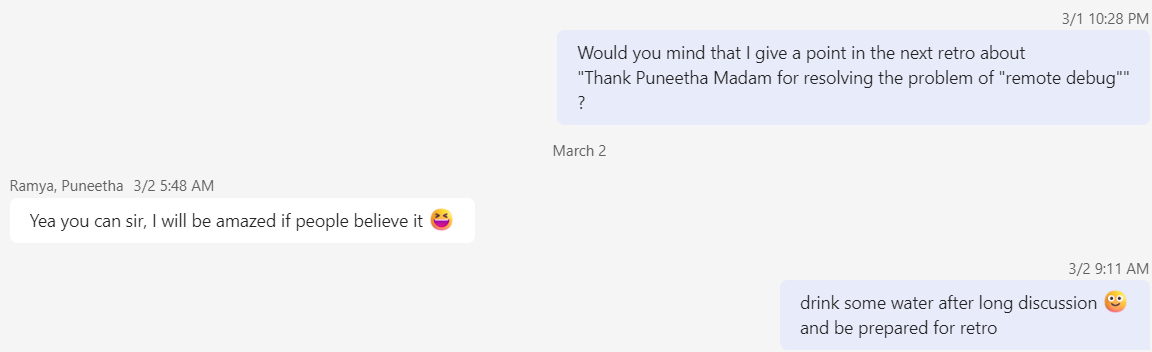 3/1 10:28 PM
Would you mind that I give a point in the next retro about
"Thank Puneetha Madam for resolving the problem of "remote debug""
?
March 2
Ramya, Puneetha 3/2 5:48 AM
Yea you can sir, I will be amazed if people believe it 😆
3/2 9:11 AM
drink some water after long discussion 🙂
and be prepared for retro